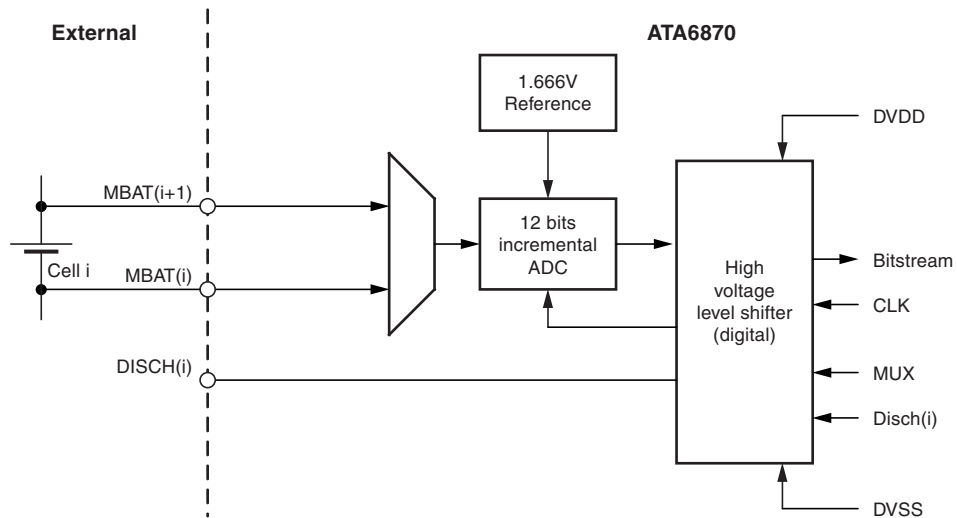 External
ATA6870
1.666V
Reference
DVDD
MBAT(i+1)
12 bits
incremental
ADC
Cell i
MBAT(i)
High
voltage
level shifter
(digital)
Bitstream
CLK
DISCH(i)
MUX
Disch(i)
DVSS